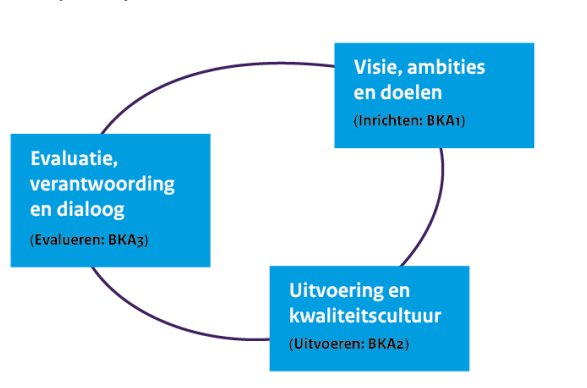 Visie, ambities
en doelen
(Inrichten: BKA1)
Evaluatie,
verantwoording
en dialoog
(Evalueren: BKA3)
Uitvoering en
kwaliteitscultuur
(Uitvoeren: BKA2)